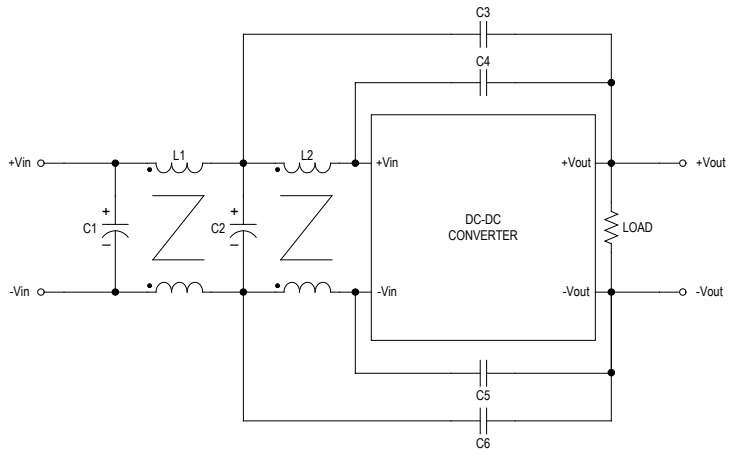 C3
C4
L1
L2
+Vin
+Vin
+Vout
+Vout
+
C1
–
+
C2
–
DC-DC
CONVERTER
LOAD
-Vin
-Vin
-Vout
-Vout
C5
C6